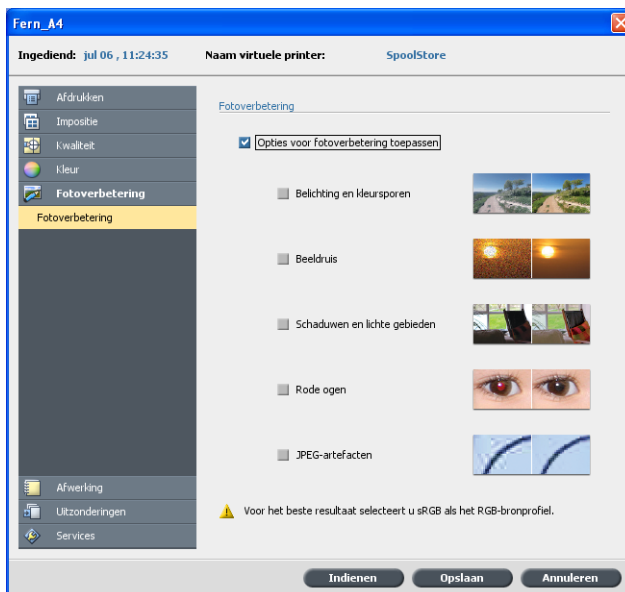 Fern_A4
Ingediend: jul 06 , 11:24:35 Naam virtuele printer: SpoolStore
Afdrukken
Impositie
Kwaliteit
Kleur
Fotoverbetering
Fotoverbetering
Afwerking
Uitzonderingen
Services
Fotoverbetering
Opties voor fotoverbetering toepassen
Belichting en kleursporen
Beeldruis
Schaduwen en lichte gebieden
Rode ogen
JPEG-artefacten
Voor het beste resultaat selecteert u sRGB als het RGB-bronprofiel.
Indienen Opslaan Annuleren